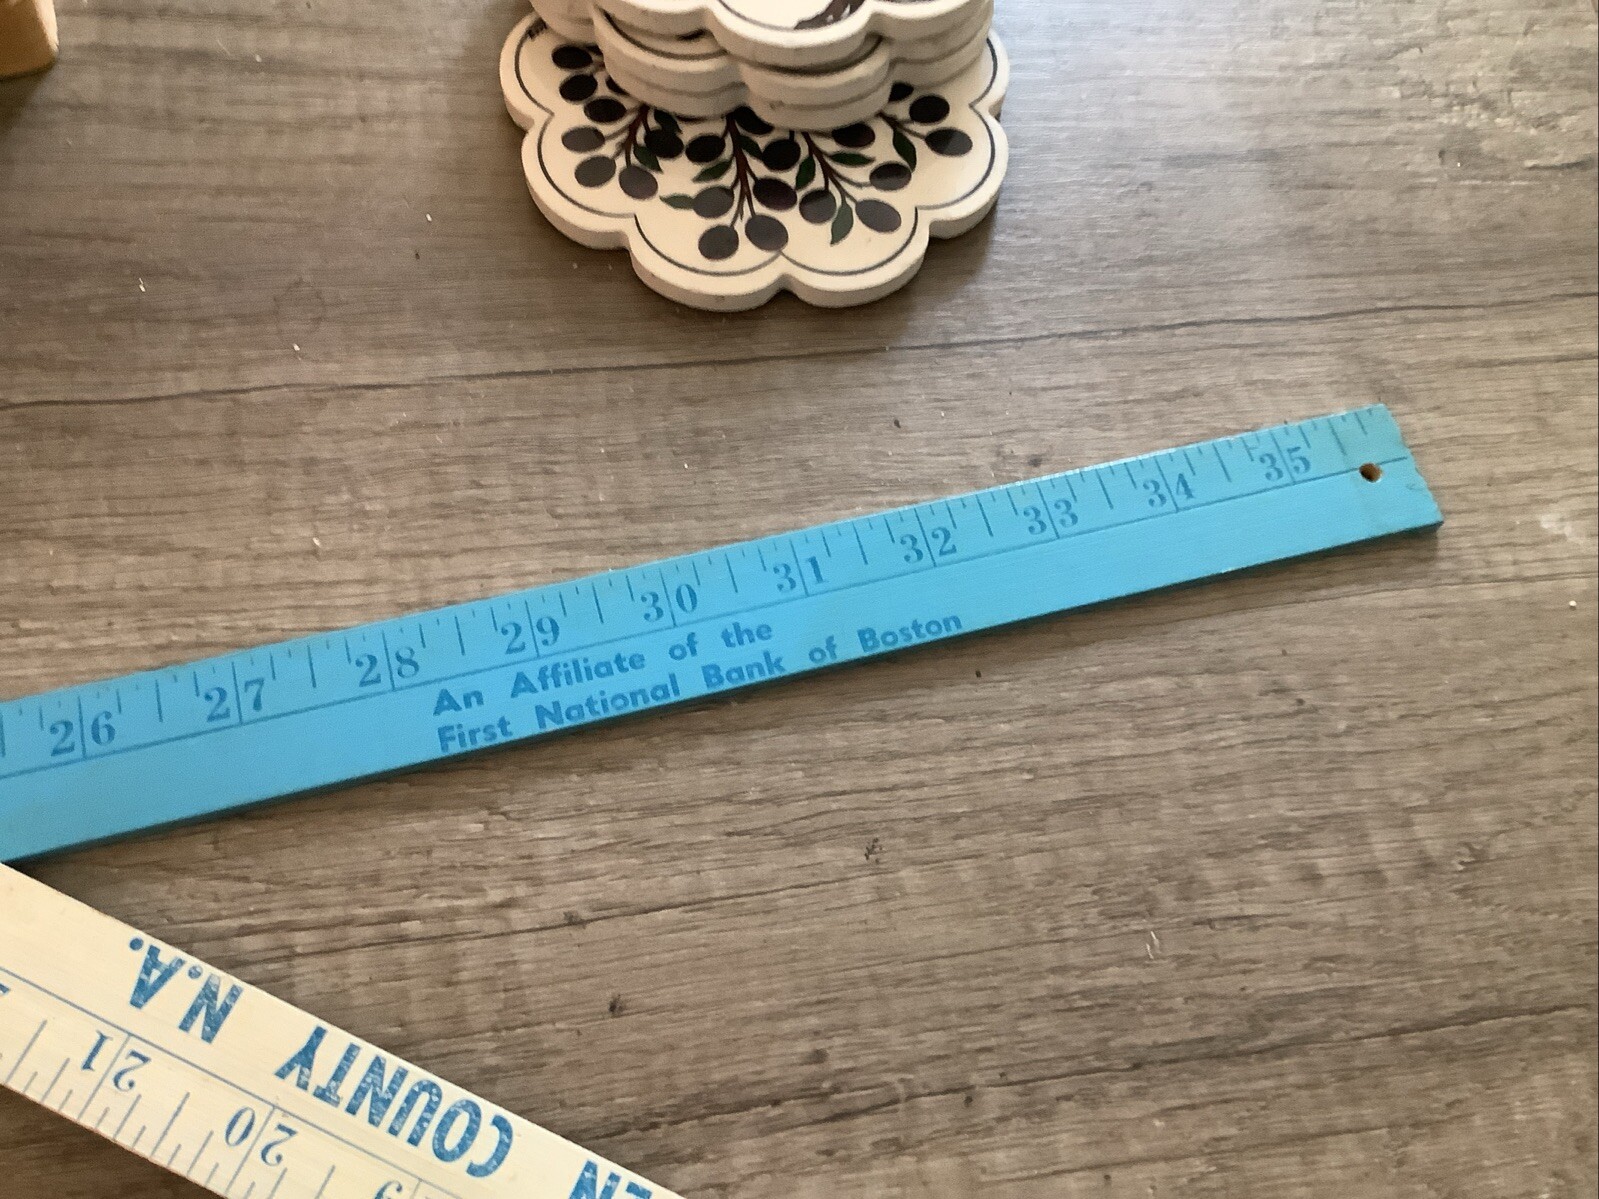 26 27 28 29 30 31 32 33 34 35
An Affiliate of the
First National Bank of Boston
COUNTY N.A.
20 21